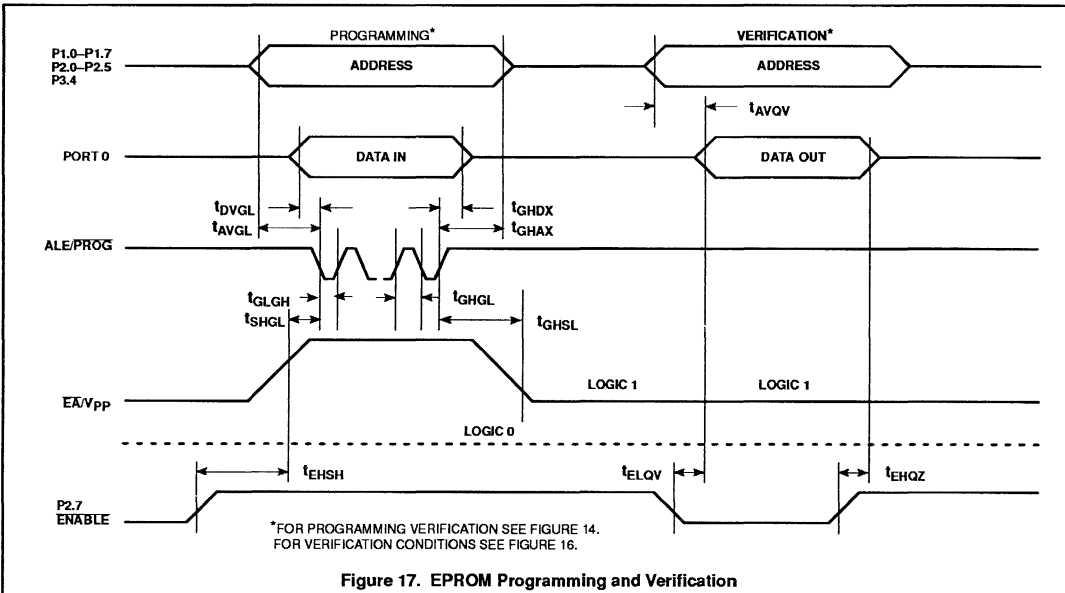 PROGRAMMING*
VERIFICATION*
P1.0–P1.7
P2.0–P2.5
P3.4
ADDRESS
ADDRESS
tAVQV
PORT 0
DATA IN
DATA OUT
tDVGL
tGHDX
tAVGL
tGHAX
ALE/PROG
tGLGH
tGHGL
tSHGL
tGHSL
LOGIC 1
LOGIC 1
EA/VPP
LOGIC 0
tEHSH
tELQV
tEHQZ
P2.7
ENABLE
*FOR PROGRAMMING VERIFICATION SEE FIGURE 14.
FOR VERIFICATION CONDITIONS SEE FIGURE 16.
Figure 17. EPROM Programming and Verification